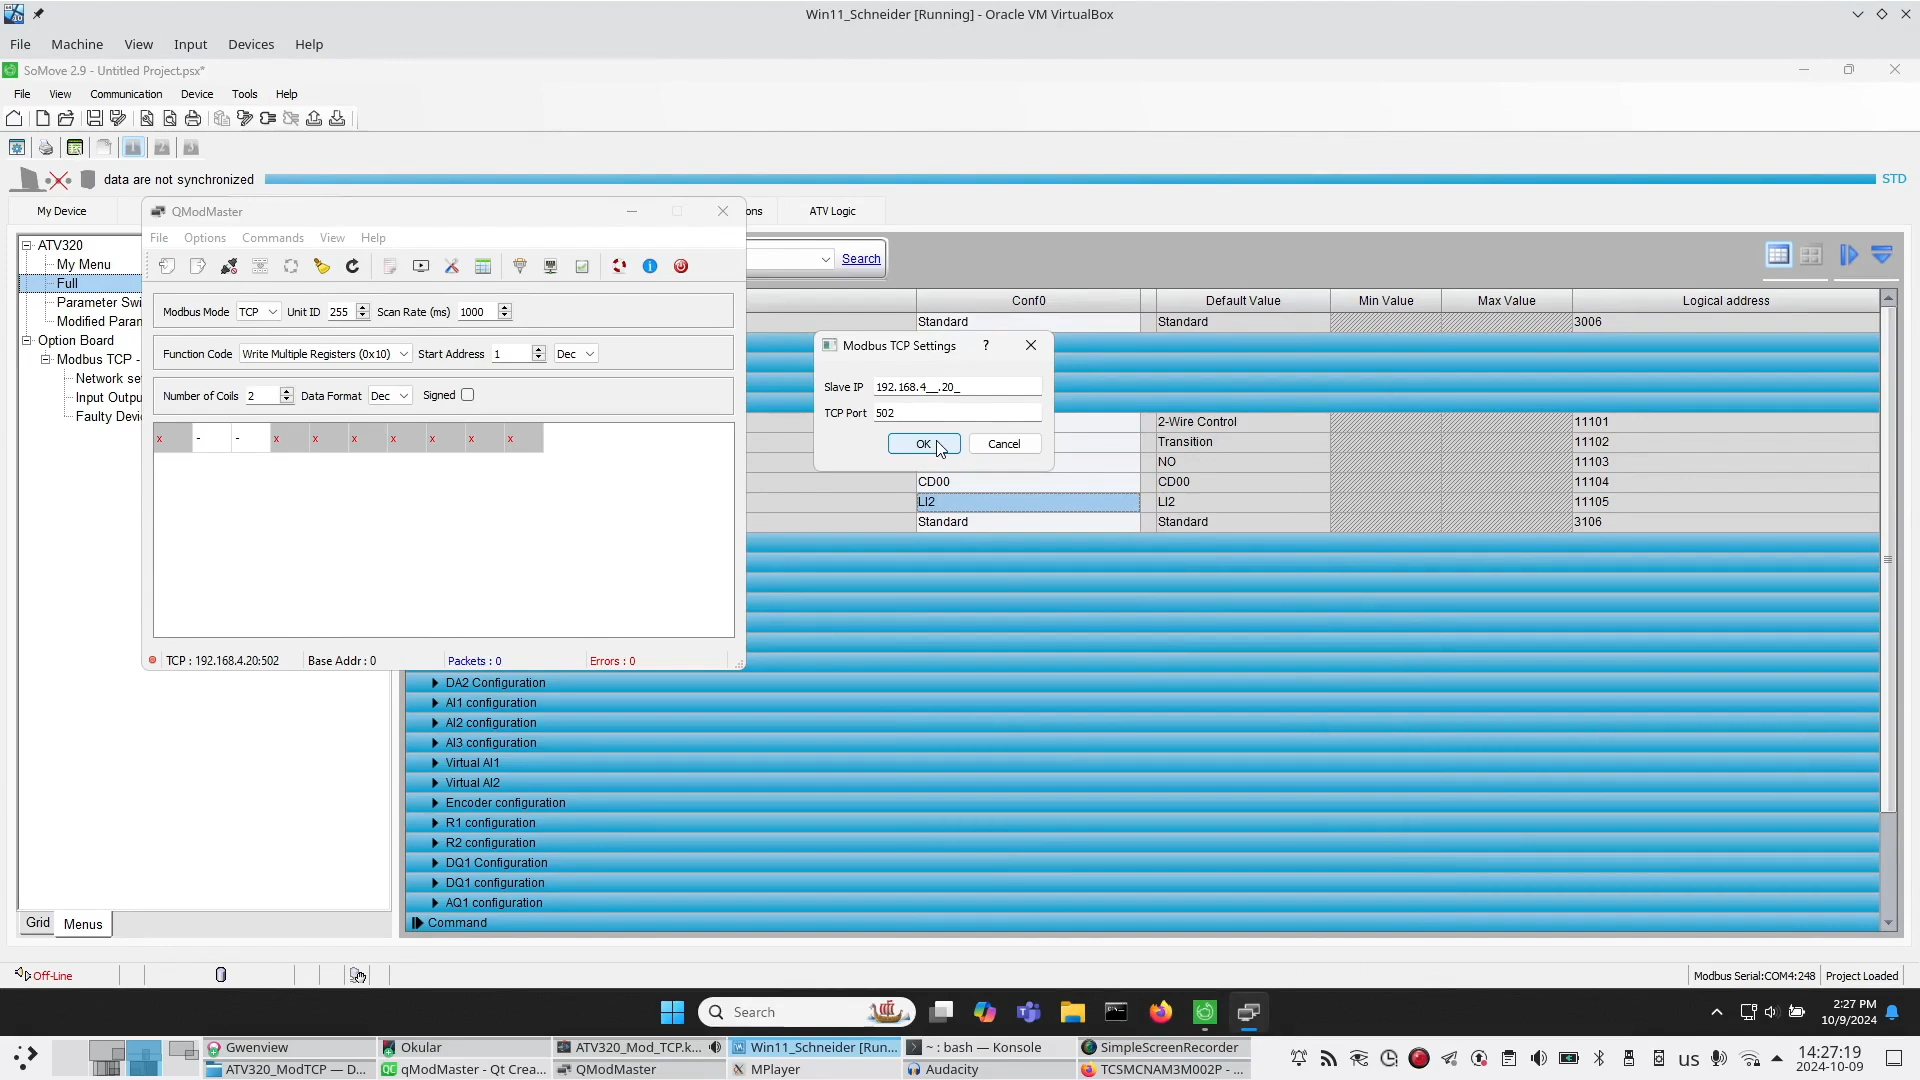 Win11_Schneider [Running] - Oracle VM VirtualBox
File Machine View Input Devices Help
SoMove 2.9 - Untitled Project.psx*
File View Communication Device Tools Help
1 2 3
data are not synchronized STD
My Device ons ATV Logic
QModMaster
File Options Commands View Help
Modbus Mode TCP Unit ID 255 Scan Rate (ms) 1000
Function Code Write Multiple Registers (0x10) Start Address 1 Dec
Number of Coils 2 Data Format Dec Signed
x - - x x x x x x x
TCP : 192.168.4.20:502 Base Addr : 0 Packets : 0 Errors : 0
ATV320
My Menu
Full
Parameter Swi
Modified Param
Option Board
Modbus TCP -
Network se
Input Outpu
Faulty Devi
Search
Conf0 Default Value Min Value Max Value Logical address
Standard Standard 3006
2-Wire Control 11101
Transition 11102
NO 11103
CD00 CD00 11104
LI2 LI2 11105
Standard Standard 3106
Modbus TCP Settings ?
Slave IP 192.168.4__.20_
TCP Port 502
OK Cancel
DA2 Configuration
AI1 configuration
AI2 configuration
AI3 configuration
Virtual AI1
Virtual AI2
Encoder configuration
R1 configuration
R2 configuration
DQ1 Configuration
DQ1 configuration
AQ1 configuration
Command
Grid Menus
Off-Line Modbus Serial:COM4:248 Project Loaded
Search 2:27 PM
10/9/2024
Gwenview Okular ATV320_Mod_TCP.k... Win11_Schneider [Run... ~ : bash — Konsole SimpleScreenRecorder
ATV320_ModTCP — D... qModMaster - Qt Crea... QModMaster MPlayer Audacity TCSMCNAM3M002P - ...
us 14:27:19
2024-10-09